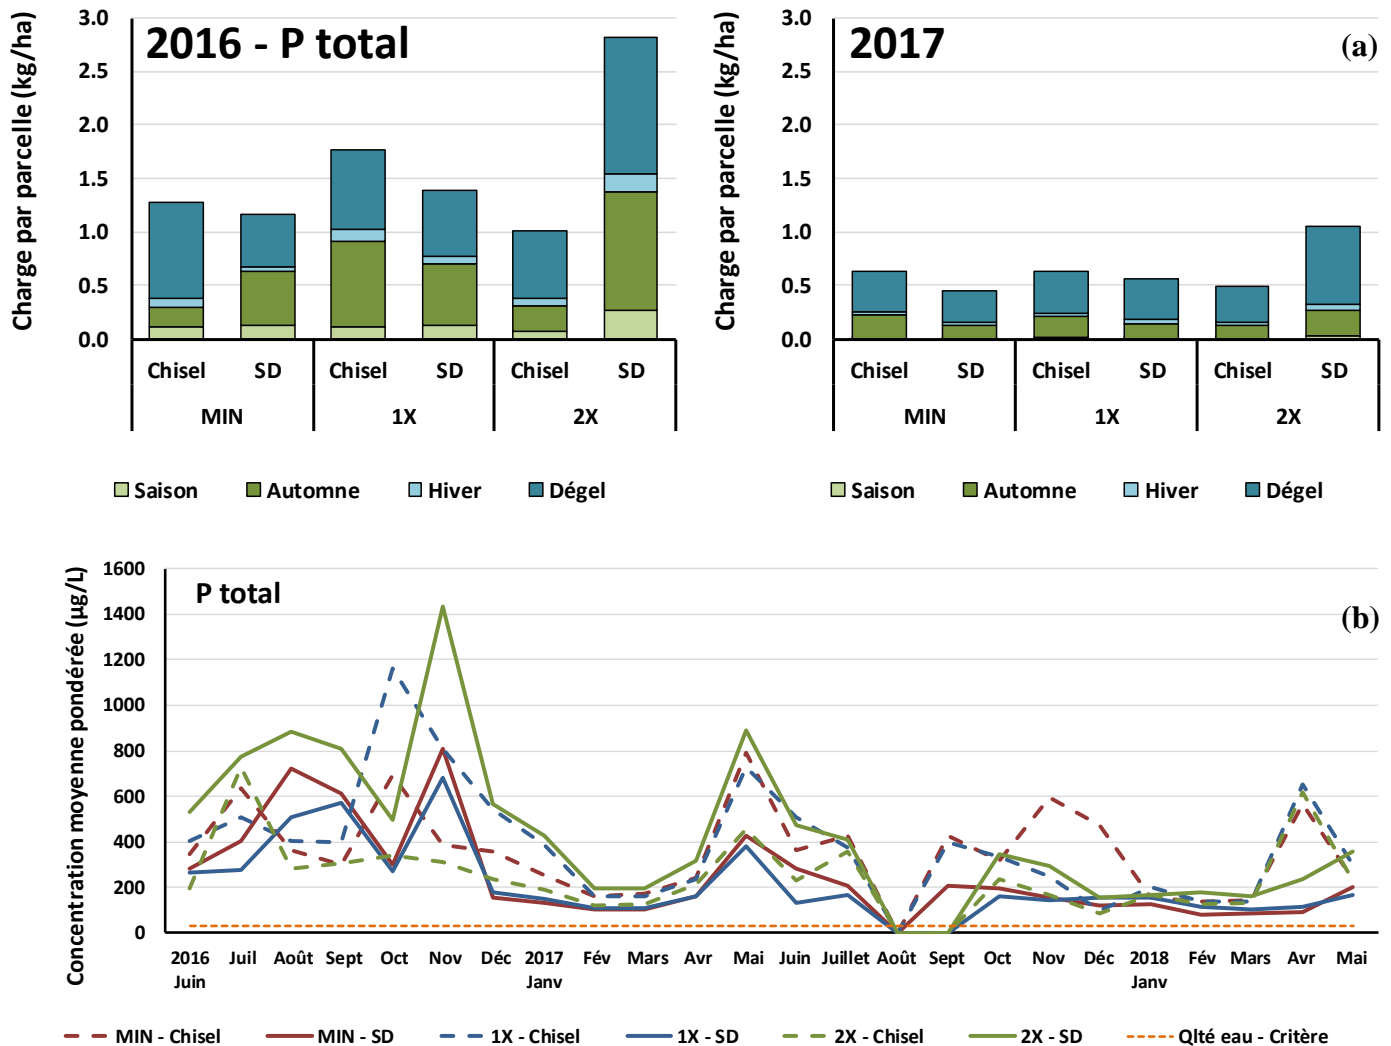 2016 - P total
Charge par parcelle (kg/ha)
3.0
2.5
2.0
1.5
1.0
0.5
0.0
Chisel SD Chisel SD Chisel SD
MIN 1X 2X
Saison Automne Hiver Dégel
2017
(a)
Charge par parcelle (kg/ha)
3.0
2.5
2.0
1.5
1.0
0.5
0.0
Chisel SD Chisel SD Chisel SD
MIN 1X 2X
Saison Automne Hiver Dégel
P total
(b)
Concentration moyenne pondérée (µg/L)
1600
1400
1200
1000
800
600
400
200
0
2016 Juil Août Sept Oct Nov Déc 2017 Fév Mars Avr Mai Juin Juillet Août Sept Oct Nov Déc 2018 Fév Mars Avr Mai
Juin Janv Janv
MIN - Chisel MIN - SD 1X - Chisel 1X - SD 2X - Chisel 2X - SD Qlté eau - Critère